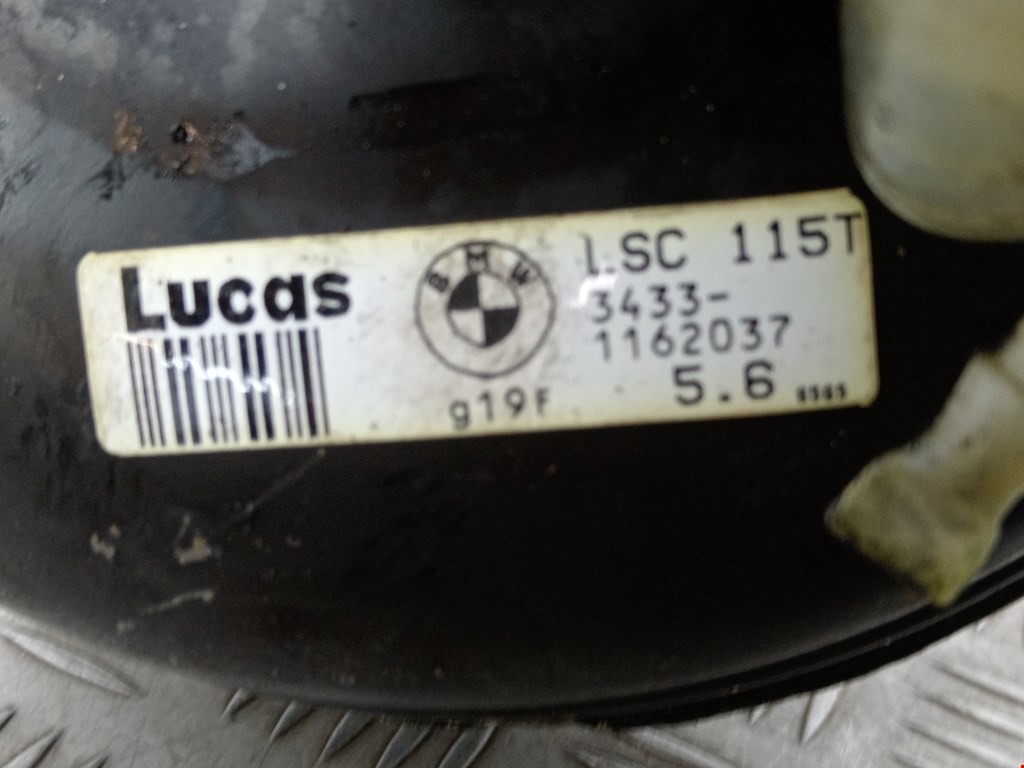 Lucas
BMW
LSC 115T
3433-
1162037
g19F
5.6